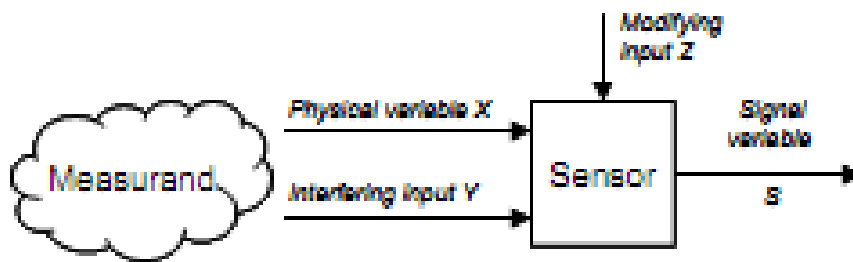 Modifying
input Z
Physical variable X
Signal
variable
Measurand
Sensor
Interfering input Y
S